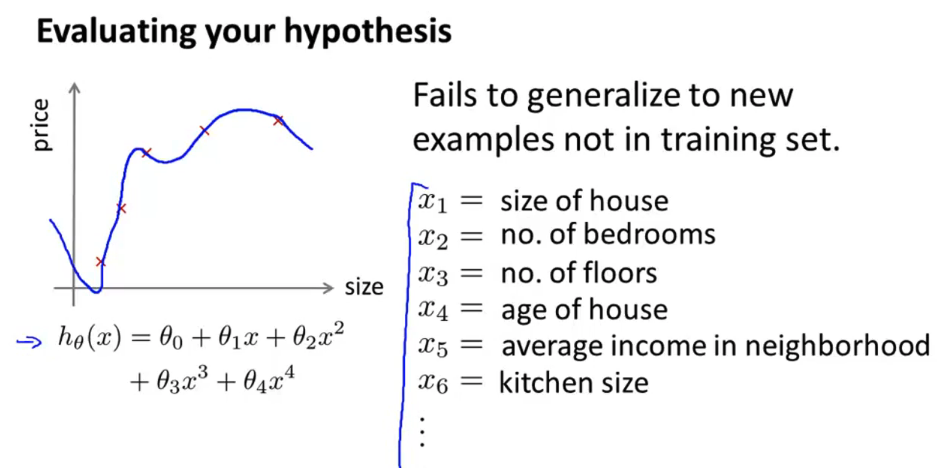 Evaluating your hypothesis
price
size
→ hθ(x) = θ0 + θ1x + θ2x²
+ θ3x³ + θ4x⁴
Fails to generalize to new
examples not in training set.
x1 = size of house
x2 = no. of bedrooms
x3 = no. of floors
x4 = age of house
x5 = average income in neighborhood
x6 = kitchen size
⋮